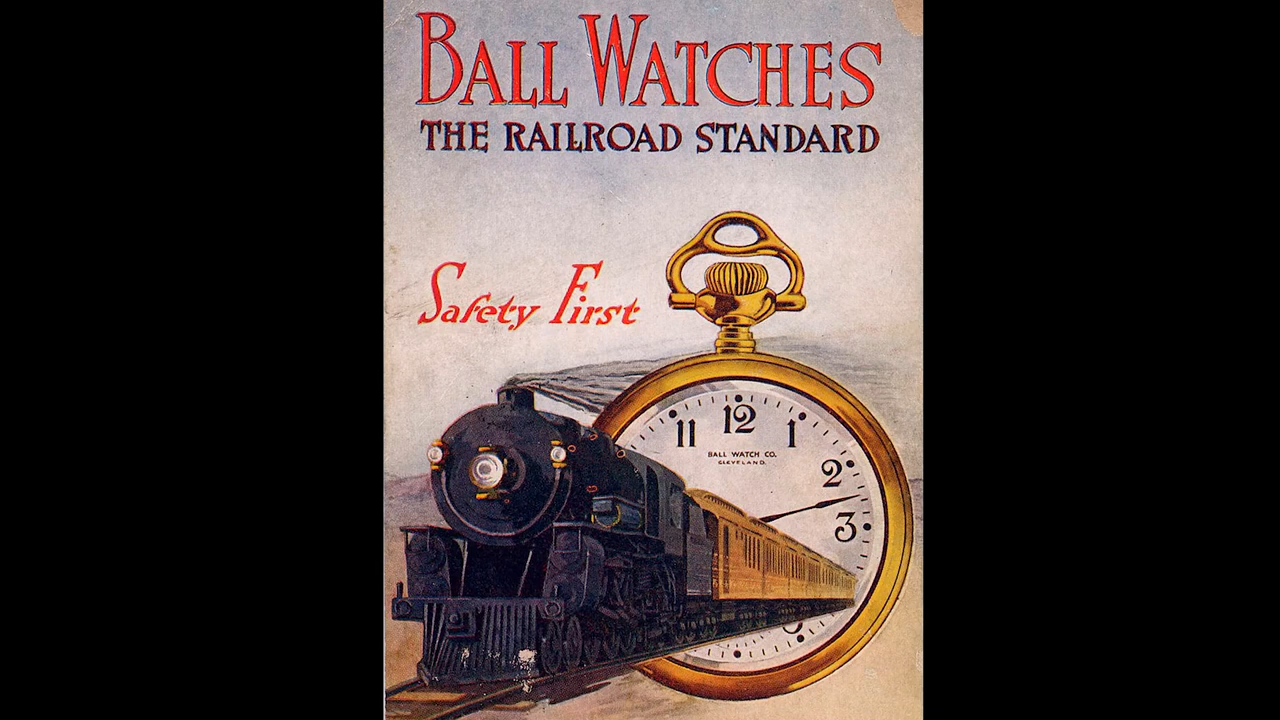 BALL WATCHES
THE RAILROAD STANDARD
Safety First
12
11
1
BALL WATCH CO.
CLEVELAND.
2
3